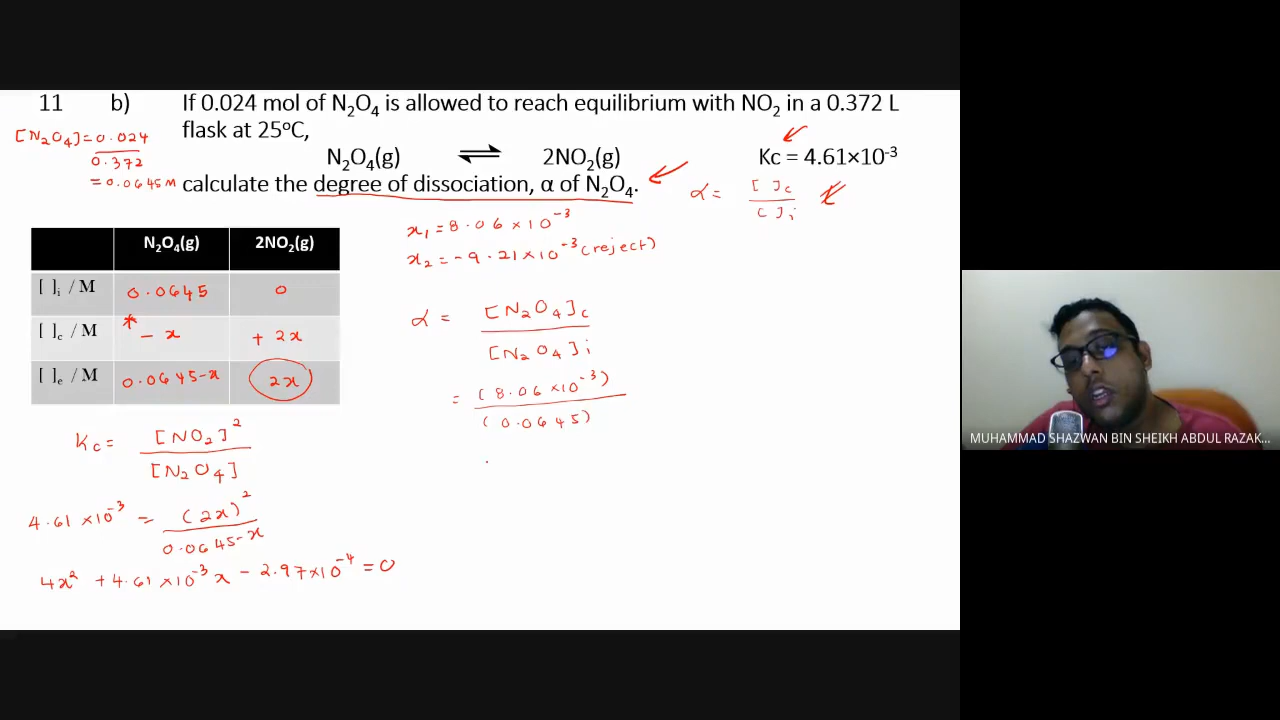 11 b) If 0.024 mol of N₂O₄ is allowed to reach equilibrium with NO₂ in a 0.372 L
flask at 25ºC,
[N₂O₄] = 0.024
0.372
= 0.0645M
N₂O₄(g) ⇌ 2NO₂(g) Kc = 4.61×10⁻³
calculate the degree of dissociation, α of N₂O₄.
α = [ ]c
[ ]i
N₂O₄(g) 2NO₂(g)
[ ]i / M 0.0645 0
[ ]c / M - x + 2x
[ ]e / M 0.0645-x 2x
Kc = [NO₂]²
[N₂O₄]
4.61 ×10⁻³ = (2x)²
0.0645-x
4x² + 4.61 ×10⁻³x - 2.97×10⁻⁴ = 0
x₁ = 8.06 ×10⁻³
x₂ = -9.21×10⁻³ (reject)
α = [N₂O₄]c
[N₂O₄]i
= (8.06 ×10⁻³)
(0.0645)
MUHAMMAD SHAZWAN BIN SHEIKH ABDUL RAZAK...